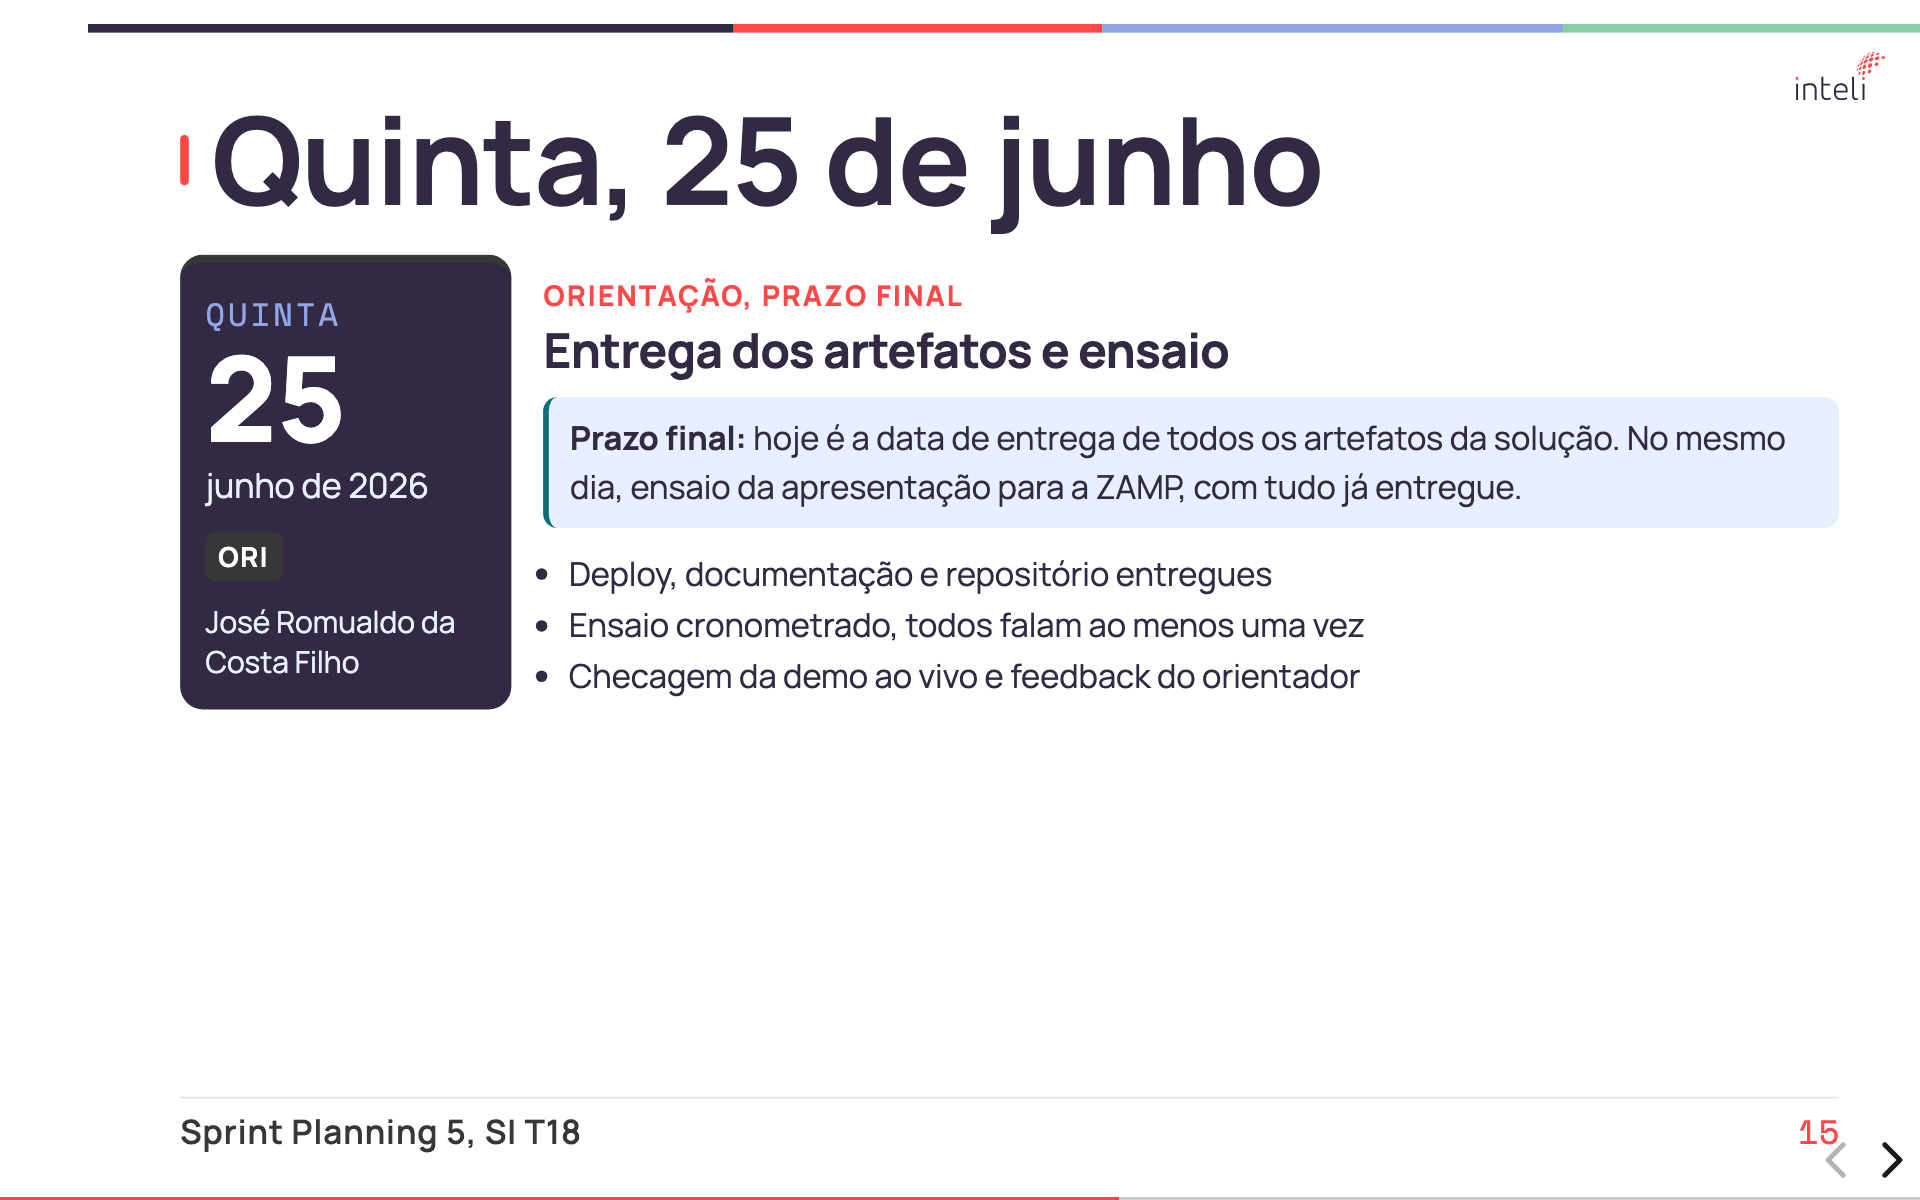 inteli
Quinta, 25 de junho
QUINTA
25
junho de 2026
ORI
José Romualdo da
Costa Filho
ORIENTAÇÃO, PRAZO FINAL
Entrega dos artefatos e ensaio
Prazo final: hoje é a data de entrega de todos os artefatos da solução. No mesmo
dia, ensaio da apresentação para a ZAMP, com tudo já entregue.
• Deploy, documentação e repositório entregues
• Ensaio cronometrado, todos falam ao menos uma vez
• Checagem da demo ao vivo e feedback do orientador
Sprint Planning 5, SI T18
15